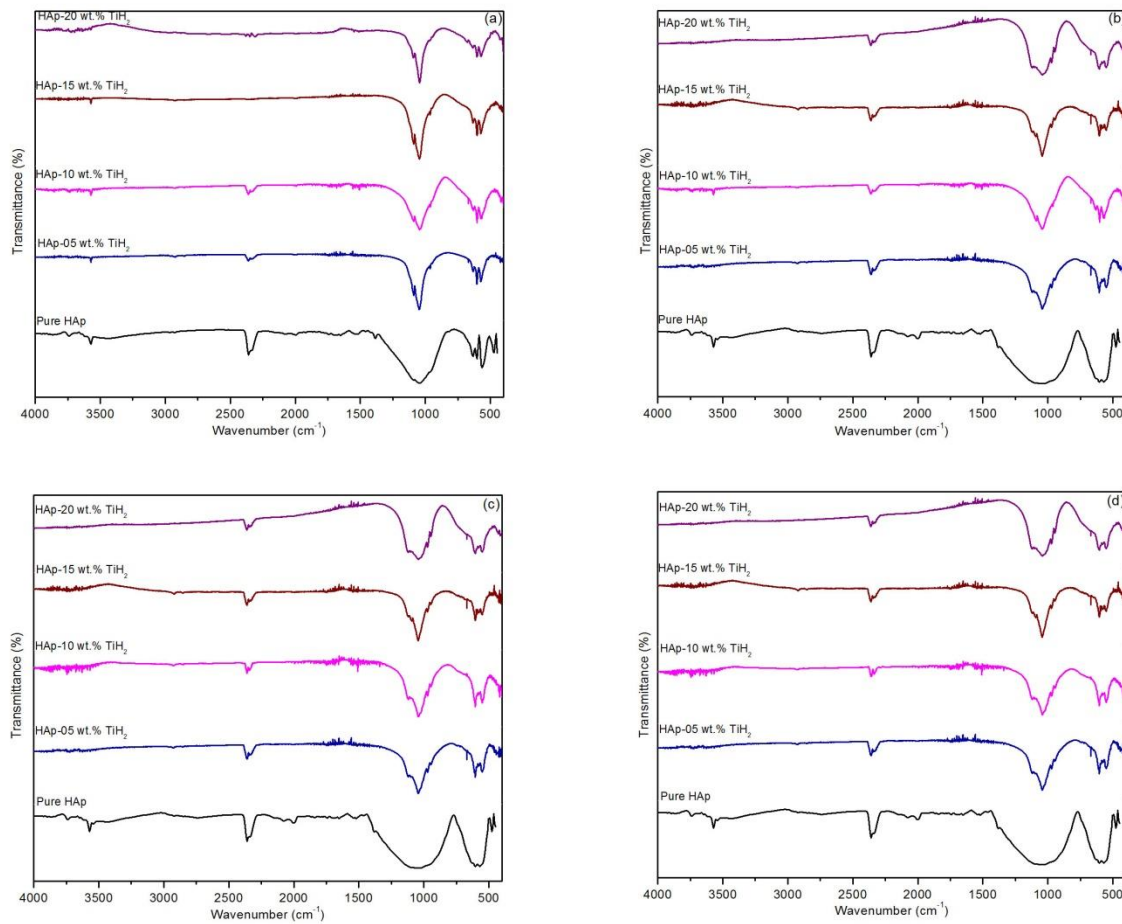 (a)
HAp-20 wt.% TiH₂
HAp-15 wt.% TiH₂
HAp-10 wt.% TiH₂
HAp-05 wt.% TiH₂
Pure HAp
Transmittance (%)
4000 3500 3000 2500 2000 1500 1000 500
Wavenumber (cm⁻¹)
(b)
HAp-20 wt.% TiH₂
HAp-15 wt.% TiH₂
HAp-10 wt.% TiH₂
HAp-05 wt.% TiH₂
Pure HAp
Transmittance (%)
4000 3500 3000 2500 2000 1500 1000 500
Wavenumber (cm⁻¹)
(c)
HAp-20 wt.% TiH₂
HAp-15 wt.% TiH₂
HAp-10 wt.% TiH₂
HAp-05 wt.% TiH₂
Pure HAp
Transmittance (%)
4000 3500 3000 2500 2000 1500 1000 500
Wavenumber (cm⁻¹)
(d)
HAp-20 wt.% TiH₂
HAp-15 wt.% TiH₂
HAp-10 wt.% TiH₂
HAp-05 wt.% TiH₂
Pure HAp
Transmittance (%)
4000 3500 3000 2500 2000 1500 1000 500
Wavenumber (cm⁻¹)